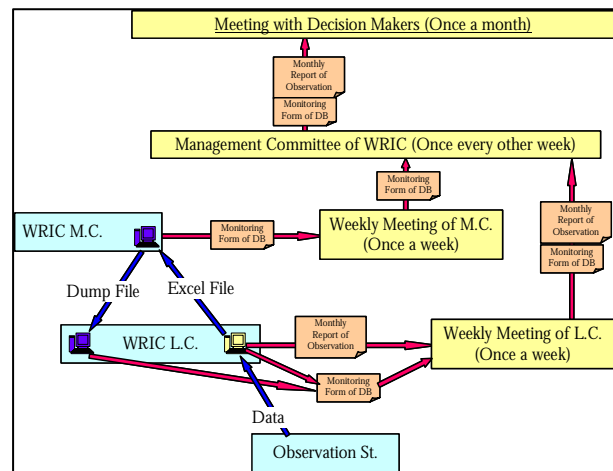 Meeting with Decision Makers (Once a month)
Monthly
Report of
Observation
Monitoring
Form of DB
Management Committee of WRIC (Once every other week)
Monitoring
Form of DB
Monthly
Report of
Observation
Monitoring
Form of DB
WRIC M.C.
Monitoring
Form of DB
Weekly Meeting of M.C.
(Once a week)
Dump File
Excel File
WRIC L.C.
Monthly
Report of
Observation
Weekly Meeting of L.C.
(Once a week)
Monitoring
Form of DB
Data
Observation St.